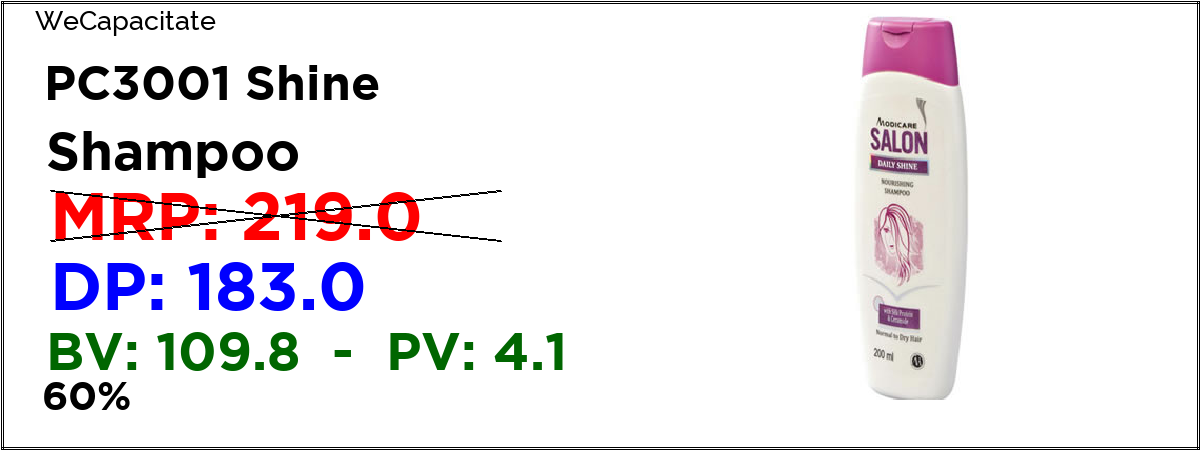 WeCapacitate
PC3001 Shine
Shampoo
MRP: 219.0
DP: 183.0
BV: 109.8 - PV: 4.1
60%
MODICARE
SALON
DAILY SHINE
NOURISHING
SHAMPOO
with Silk Protein
& Ceramide
Normal to Dry Hair
200 ml